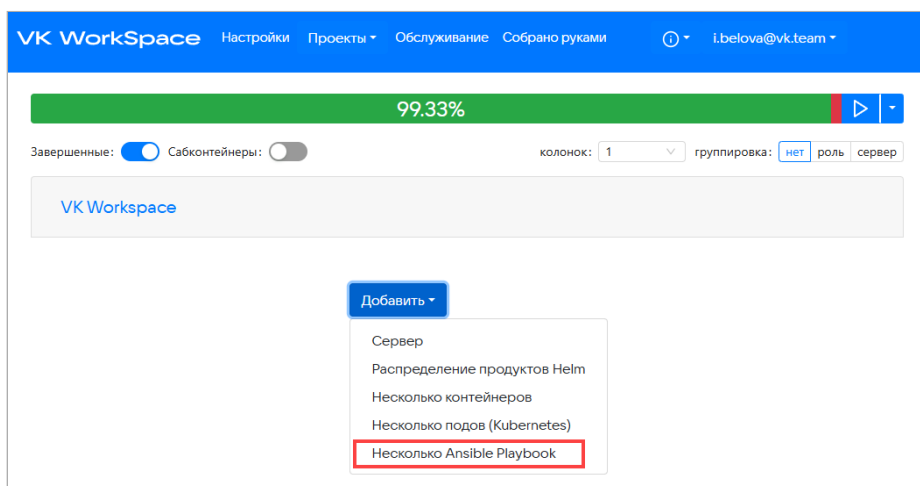 VK WorkSpace Настройки Проекты Обслуживание Собрано руками i.belova@vk.team
99.33%
Завершенные: Сабконтейнеры: колонок: 1 группировка: нет роль сервер
VK Workspace
Добавить
Сервер
Распределение продуктов Helm
Несколько контейнеров
Несколько подов (Kubernetes)
Несколько Ansible Playbook